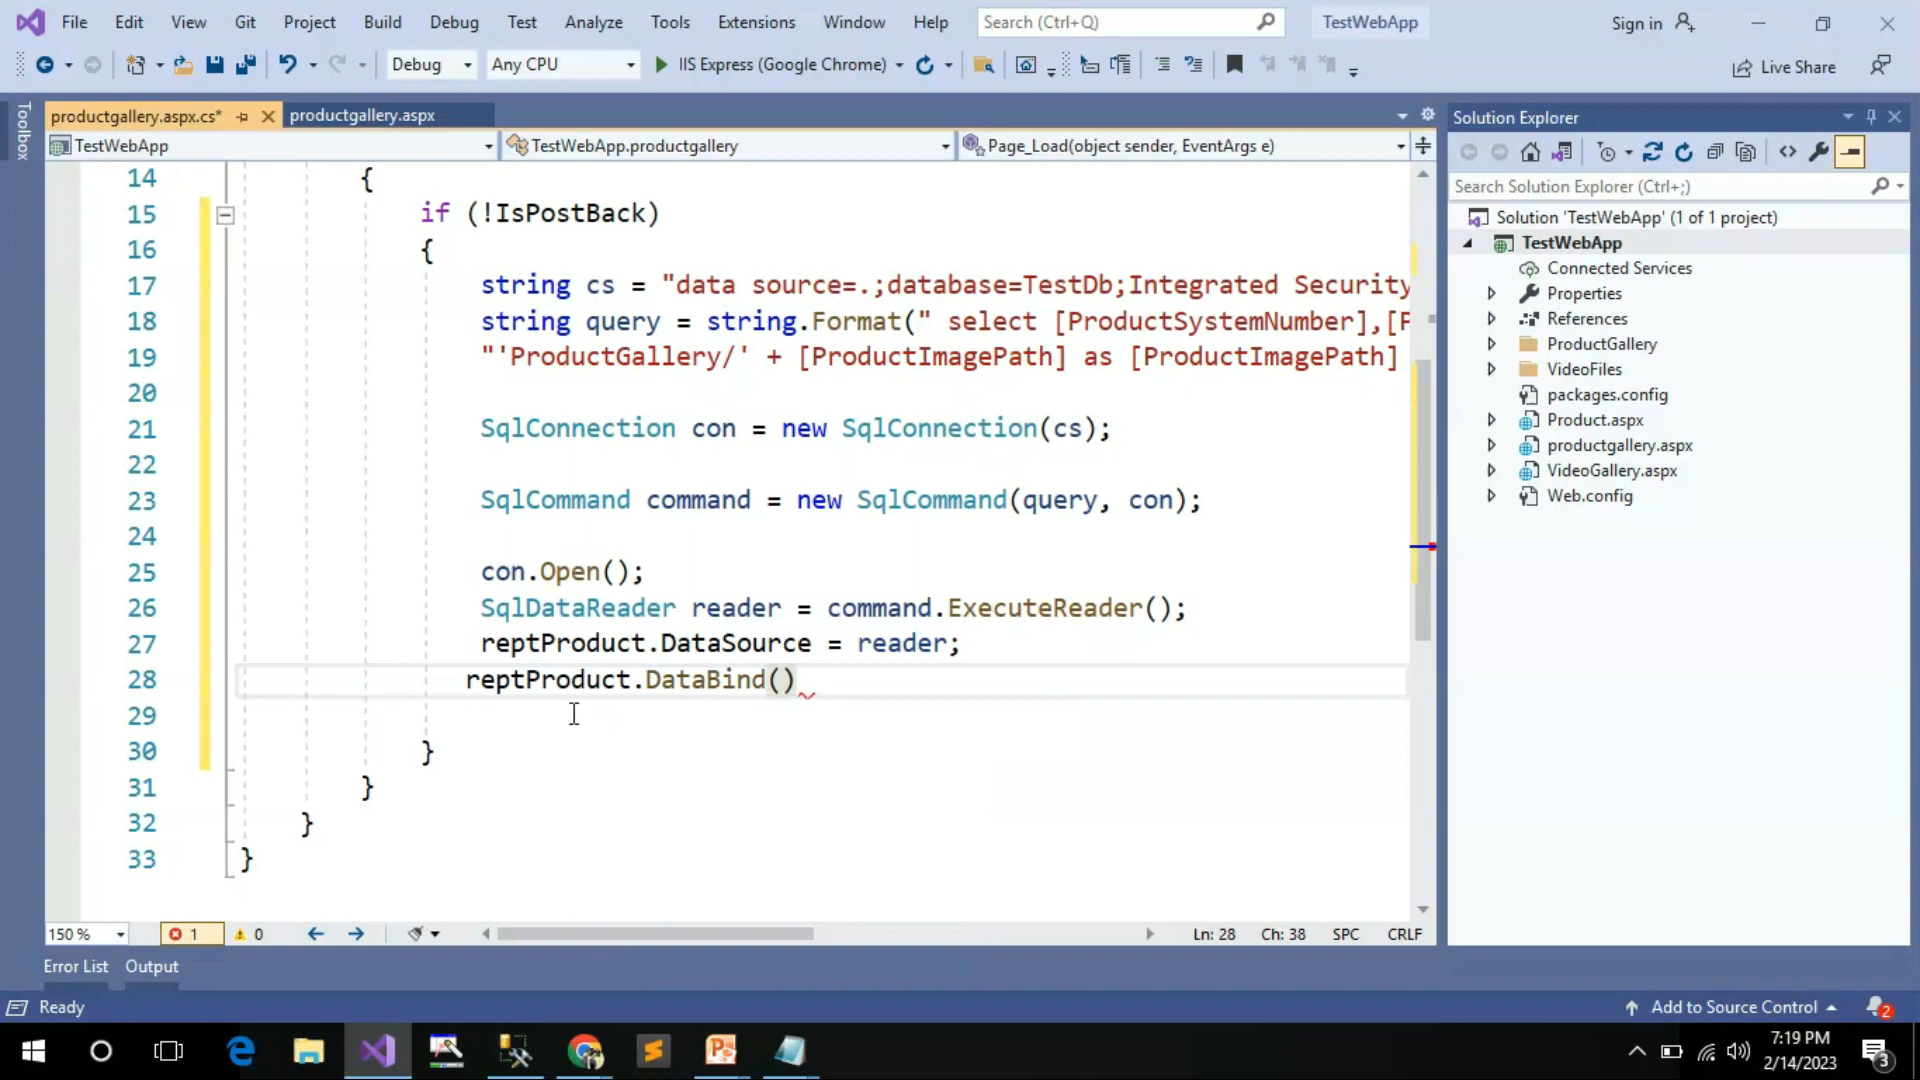 File Edit View Git Project Build Debug Test Analyze Tools Extensions Window Help Search (Ctrl+Q) TestWebApp Sign in
Debug Any CPU IIS Express (Google Chrome) Live Share
Toolbox
productgallery.aspx.cs* productgallery.aspx
TestWebApp TestWebApp.productgallery Page_Load(object sender, EventArgs e)
14 {
15 if (!IsPostBack)
16 {
17 string cs = "data source=.;database=TestDb;Integrated Security
18 string query = string.Format(" select [ProductSystemNumber],[P
19 "'ProductGallery/' + [ProductImagePath] as [ProductImagePath]
20
21 SqlConnection con = new SqlConnection(cs);
22
23 SqlCommand command = new SqlCommand(query, con);
24
25 con.Open();
26 SqlDataReader reader = command.ExecuteReader();
27 reptProduct.DataSource = reader;
28 reptProduct.DataBind()
29
30 }
31 }
32 }
33 }
150 % 1 0 Ln: 28 Ch: 38 SPC CRLF
Error List Output
Solution Explorer
Search Solution Explorer (Ctrl+;)
Solution 'TestWebApp' (1 of 1 project)
TestWebApp
Connected Services
Properties
References
ProductGallery
VideoFiles
packages.config
Product.aspx
productgallery.aspx
VideoGallery.aspx
Web.config
Ready Add to Source Control 2
7:19 PM
2/14/2023
3